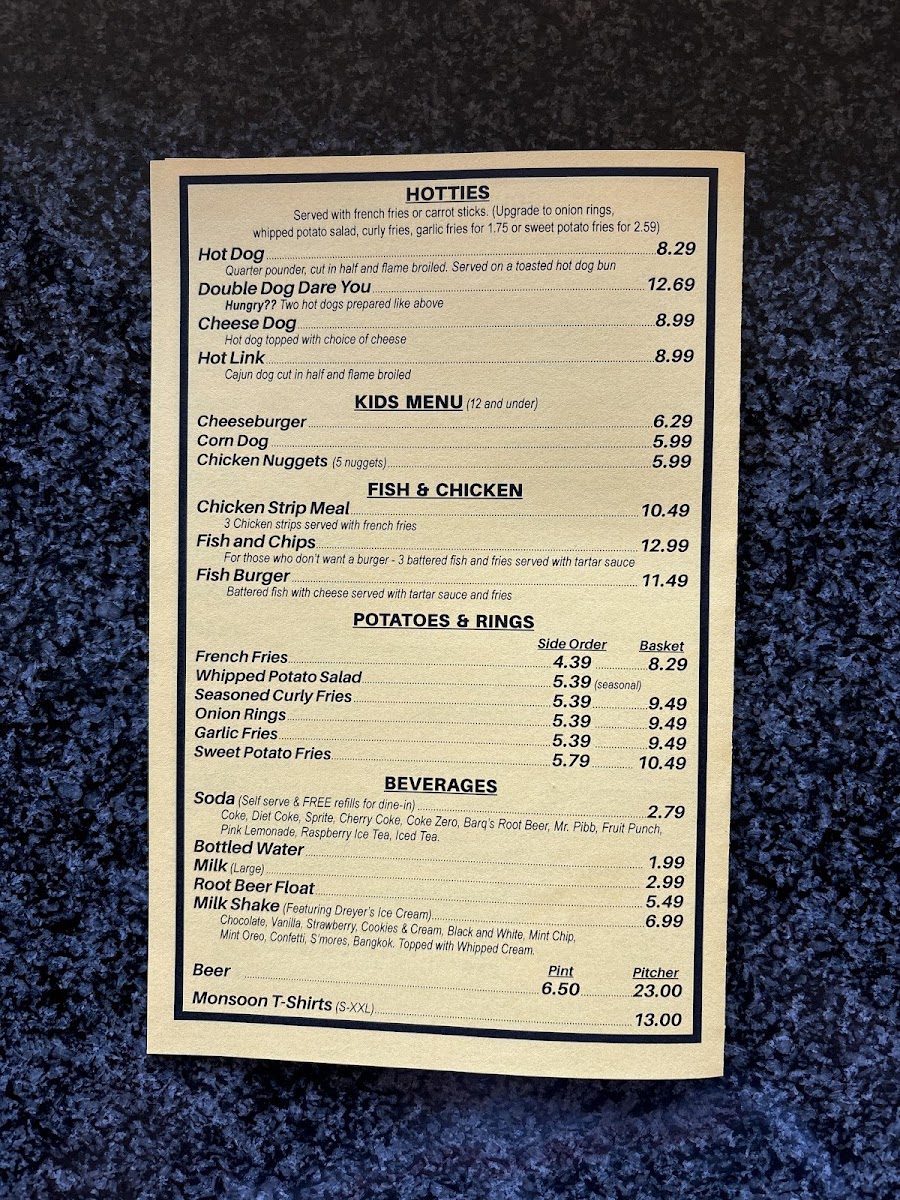 HOTTIES
Served with french fries or carrot sticks. (Upgrade to onion rings,
whipped potato salad, curly fries, garlic fries for 1.75 or sweet potato fries for 2.59)
Hot Dog 8.29
Quarter pounder, cut in half and flame broiled. Served on a toasted hot dog bun
Double Dog Dare You 12.69
Hungry?? Two hot dogs prepared like above
Cheese Dog 8.99
Hot dog topped with choice of cheese
Hot Link 8.99
Cajun dog cut in half and flame broiled
KIDS MENU (12 and under)
Cheeseburger 6.29
Corn Dog 5.99
Chicken Nuggets (5 nuggets) 5.99
FISH & CHICKEN
Chicken Strip Meal 10.49
3 Chicken strips served with french fries
Fish and Chips 12.99
For those who don't want a burger - 3 battered fish and fries served with tartar sauce
Fish Burger 11.49
Battered fish with cheese served with tartar sauce and fries
POTATOES & RINGS
Side Order Basket
French Fries 4.39 8.29
Whipped Potato Salad 5.39 (seasonal)
Seasoned Curly Fries 5.39 9.49
Onion Rings 5.39 9.49
Garlic Fries 5.39 9.49
Sweet Potato Fries 5.79 10.49
BEVERAGES
Soda (Self serve & FREE refills for dine-in) 2.79
Coke, Diet Coke, Sprite, Cherry Coke, Coke Zero, Barq's Root Beer, Mr. Pibb, Fruit Punch,
Pink Lemonade, Raspberry Ice Tea, Iced Tea.
Bottled Water 1.99
Milk (Large) 2.99
Root Beer Float 5.49
Milk Shake (Featuring Dreyer's Ice Cream) 6.99
Chocolate, Vanilla, Strawberry, Cookies & Cream, Black and White, Mint Chip,
Mint Oreo, Confetti, S'mores, Bangkok. Topped with Whipped Cream.
Pint Pitcher
Beer 6.50 23.00
Monsoon T-Shirts (S-XXL) 13.00